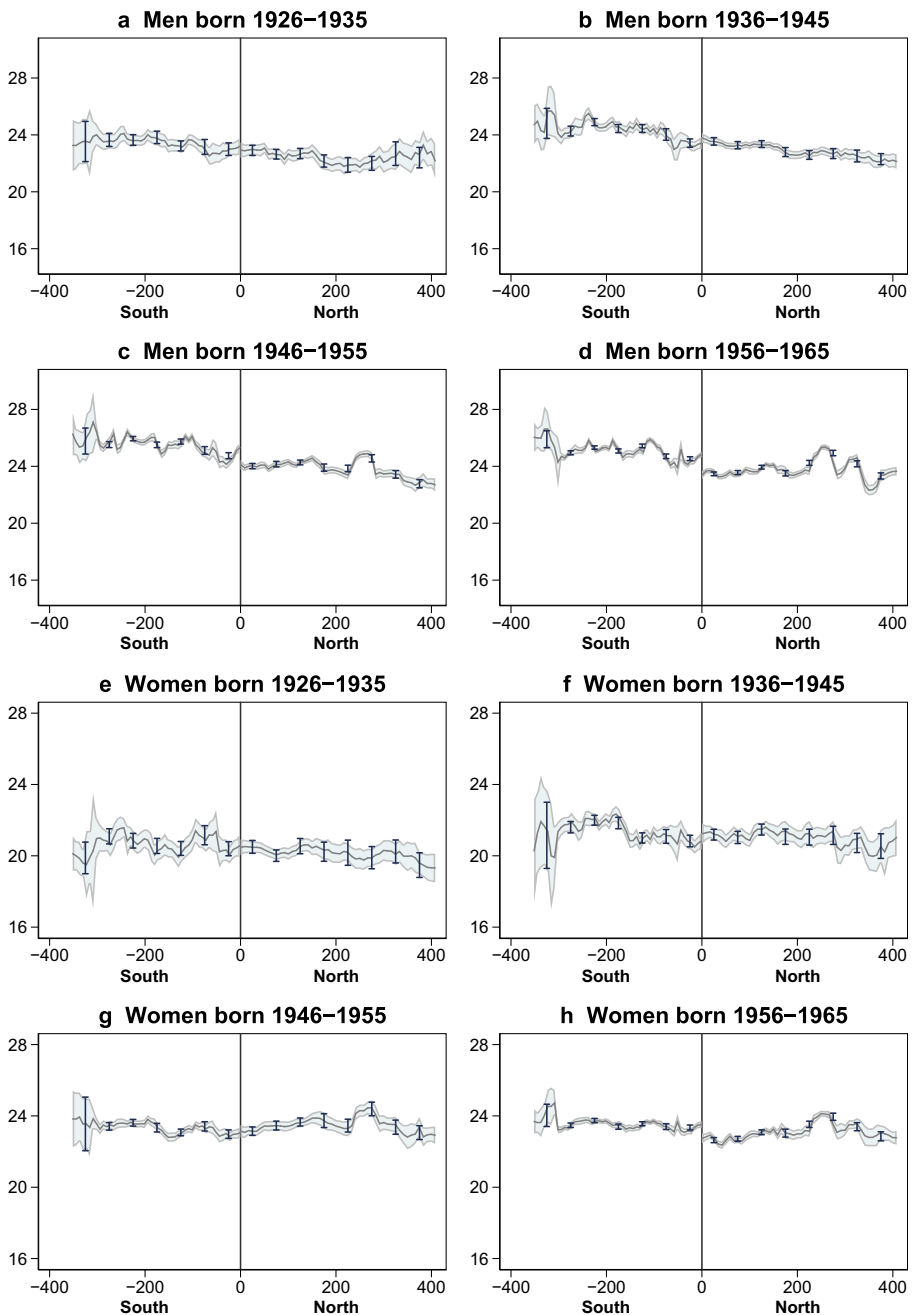 a Men born 1926−1935
b Men born 1936−1945
28
24
20
16
28
24
20
16
−400 −200 0 200 400
−400 −200 0 200 400
South North
South North
c Men born 1946−1955
d Men born 1956−1965
28
24
20
16
28
24
20
16
−400 −200 0 200 400
−400 −200 0 200 400
South North
South North
e Women born 1926−1935
f Women born 1936−1945
28
24
20
16
28
24
20
16
−400 −200 0 200 400
−400 −200 0 200 400
South North
South North
g Women born 1946−1955
h Women born 1956−1965
28
24
20
16
28
24
20
16
−400 −200 0 200 400
−400 −200 0 200 400
South North
South North